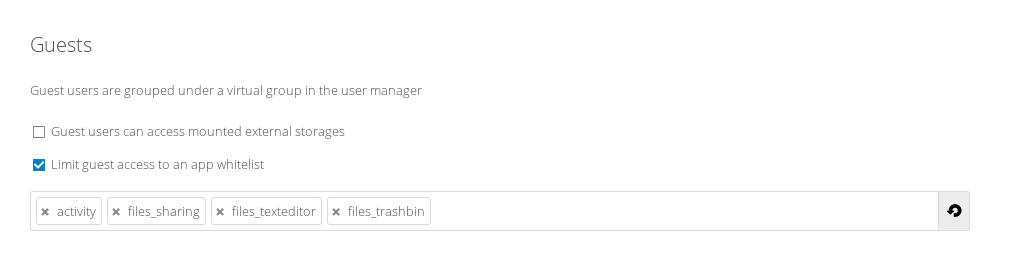 Guests
Guest users are grouped under a virtual group in the user manager
Guest users can access mounted external storages
Limit guest access to an app whitelist
activity files_sharing files_texteditor files_trashbin